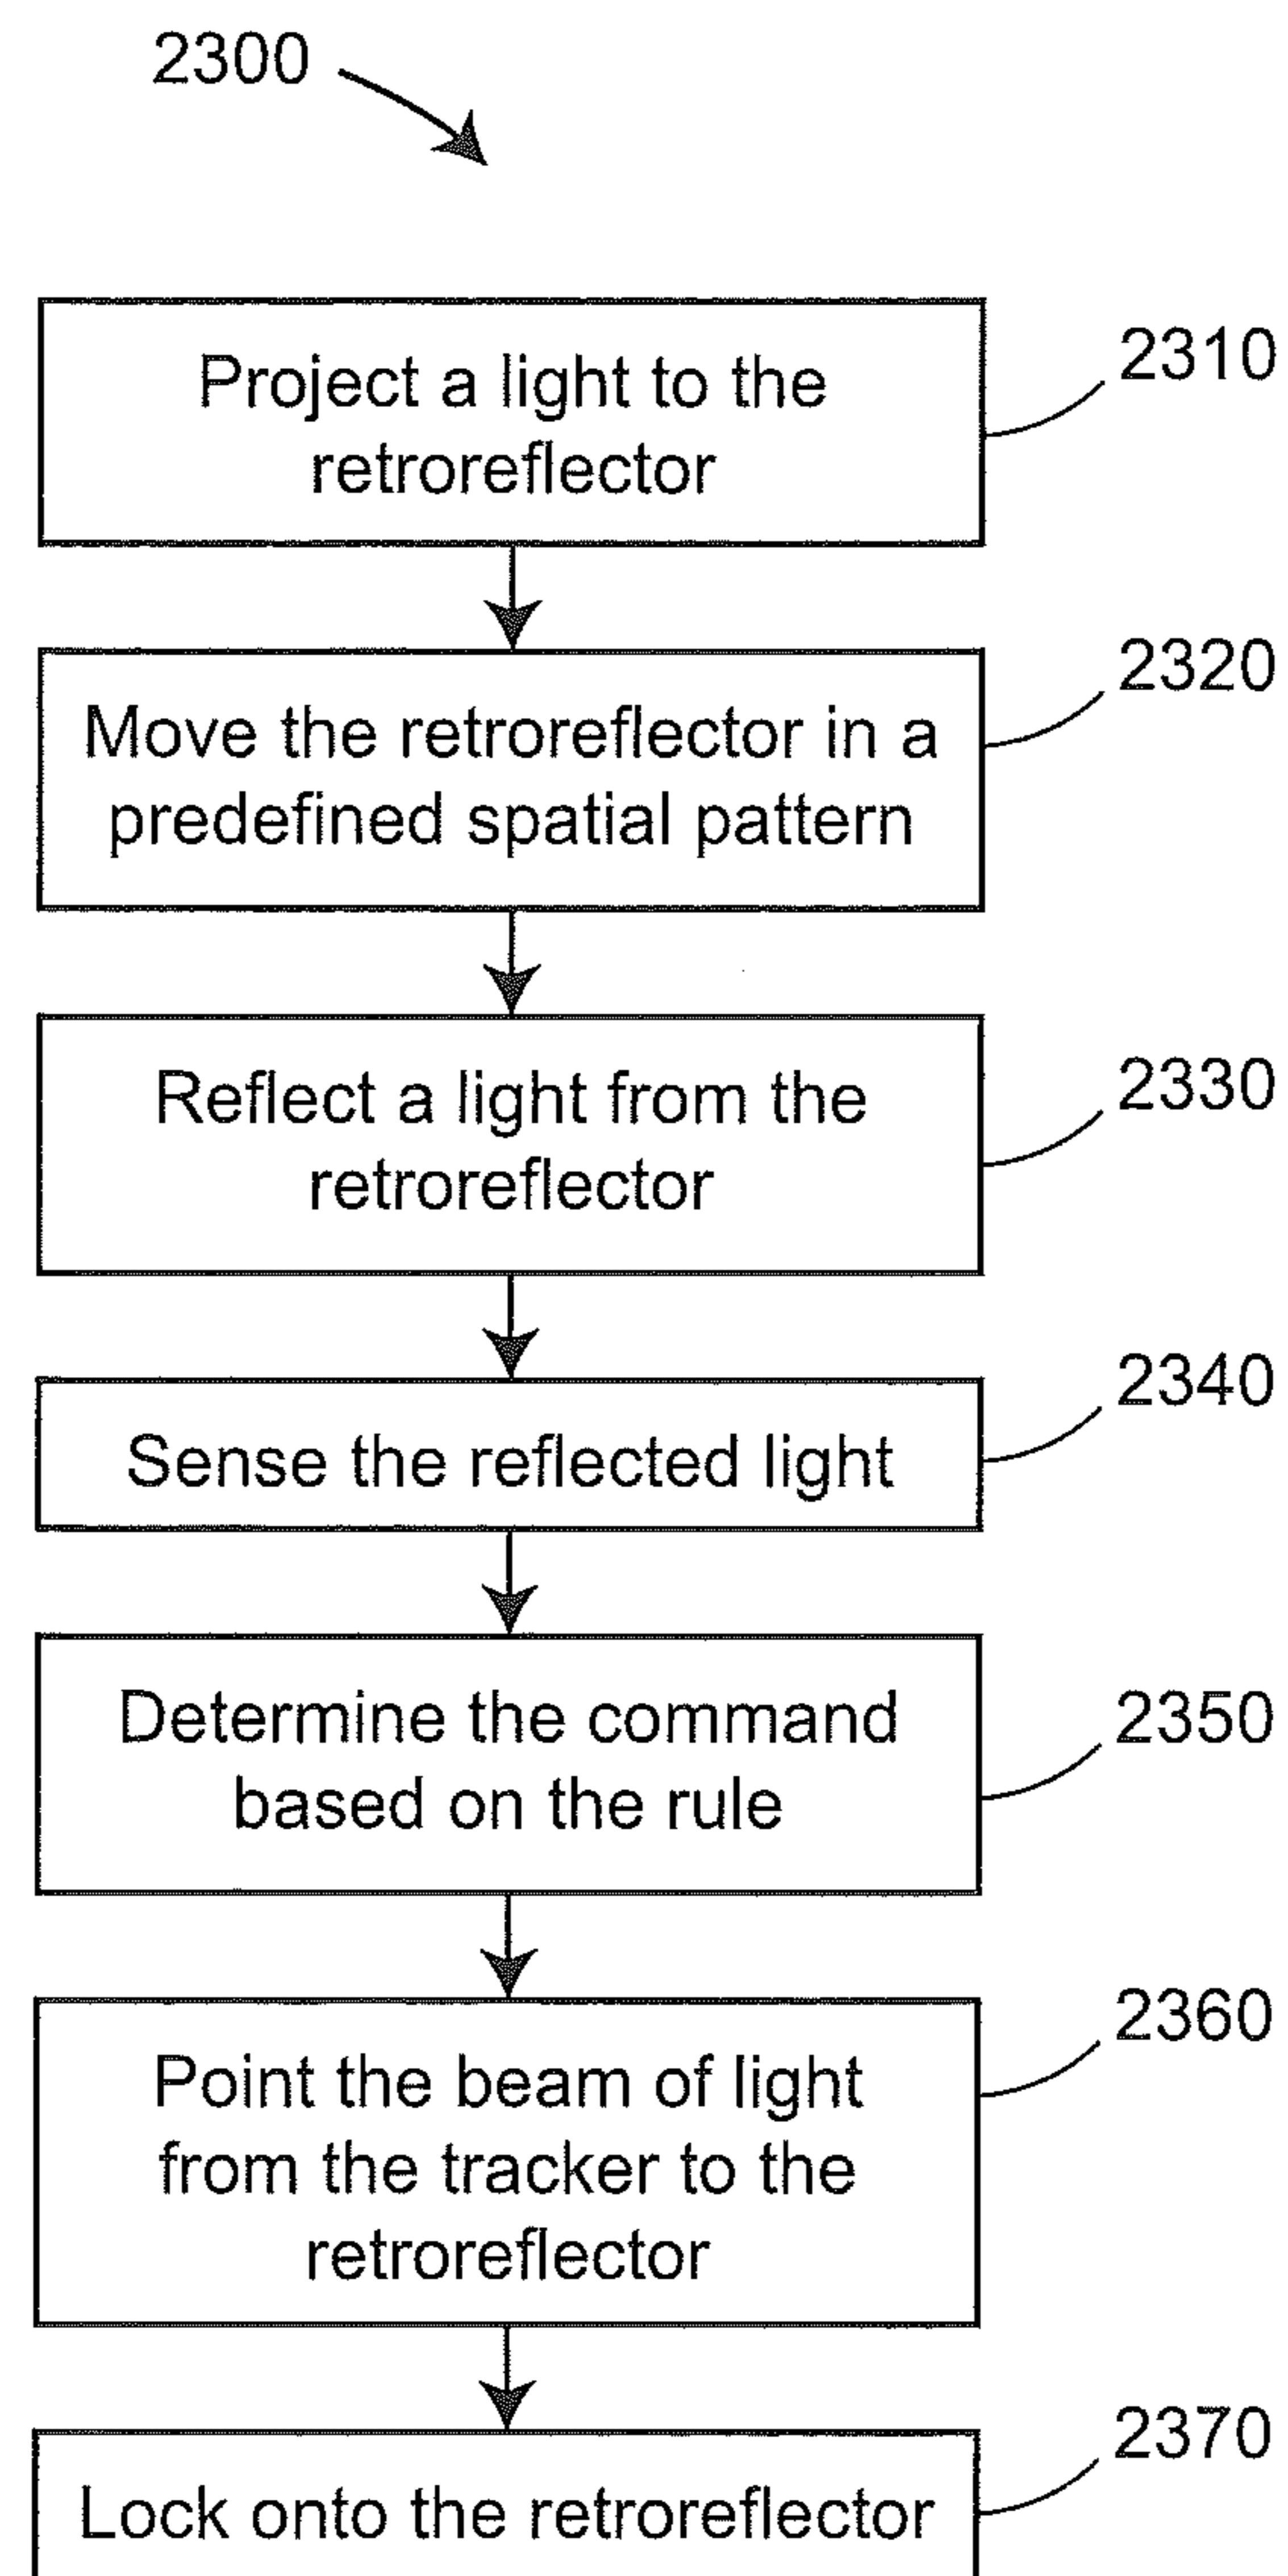 2300
Project a light to the
retroreflector
2310
Move the retroreflector in a
predefined spatial pattern
2320
Reflect a light from the
retroreflector
2330
Sense the reflected light
2340
Determine the command
based on the rule
2350
Point the beam of light
from the tracker to the
retroreflector
2360
Lock onto the retroreflector
2370